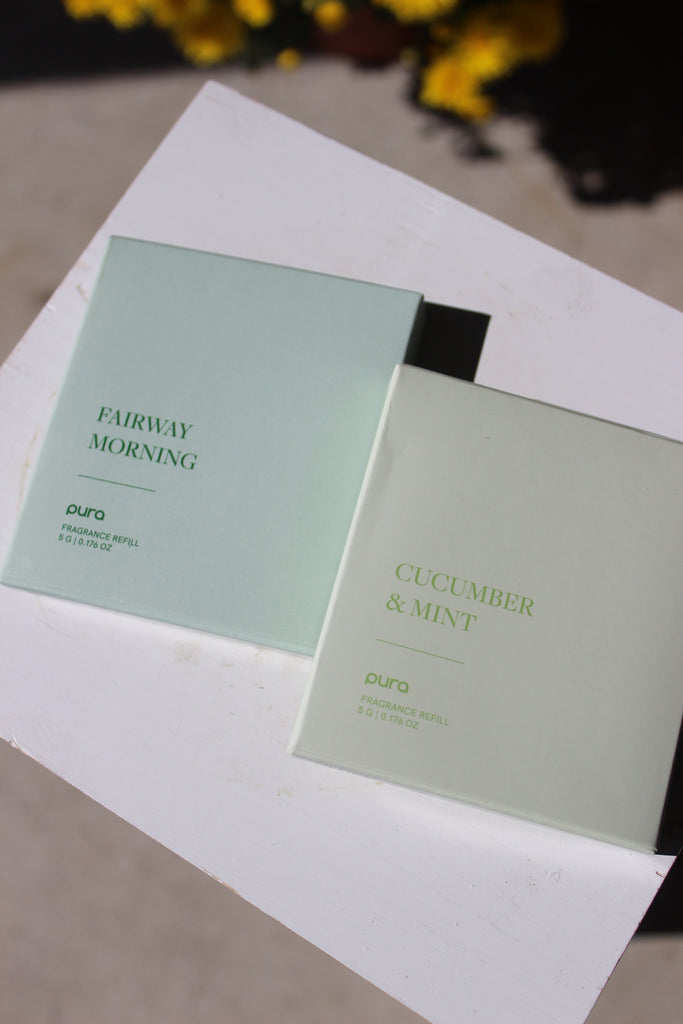 FAIRWAY
MORNING
pura
FRAGRANCE REFILL
5 G | 0.176 OZ
CUCUMBER
& MINT
pura
FRAGRANCE REFILL
5 G | 0.176 OZ